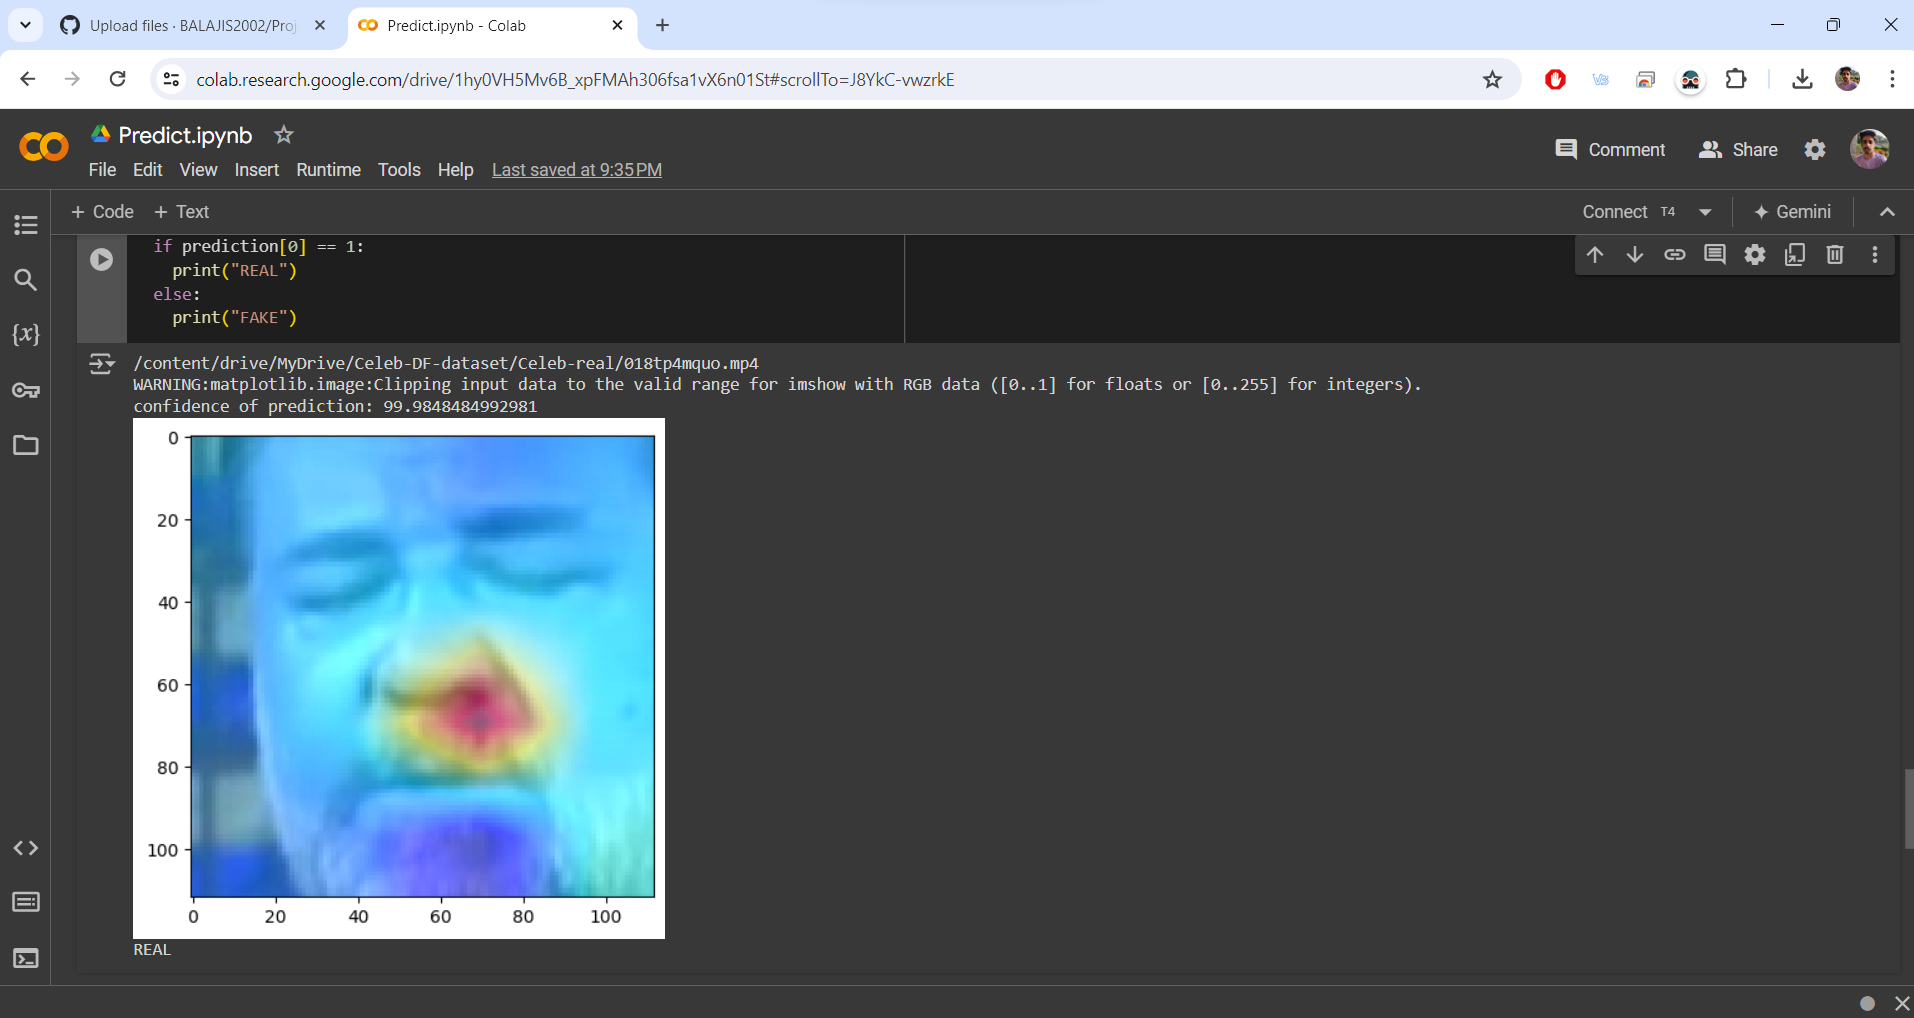 Upload files · BALAJIS2002/Proj
Predict.ipynb - Colab
colab.research.google.com/drive/1hy0VH5Mv6B_xpFMAh306fsa1vX6n01St#scrollTo=J8YkC-vwzrkE
Predict.ipynb
Comment
Share
File Edit View Insert Runtime Tools Help Last saved at 9:35 PM
+ Code + Text
Connect T4
Gemini
if prediction[0] == 1:
print("REAL")
else:
print("FAKE")
/content/drive/MyDrive/Celeb-DF-dataset/Celeb-real/018tp4mquo.mp4
WARNING:matplotlib.image:Clipping input data to the valid range for imshow with RGB data ([0..1] for floats or [0..255] for integers).
confidence of prediction: 99.9848484992981
0
20
40
60
80
100
0 20 40 60 80 100
REAL